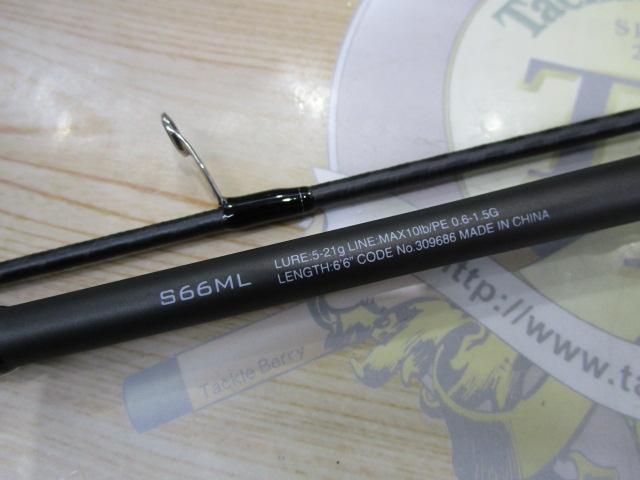 S66ML
LURE:5-21g LINE:MAX10lb/PE 0.6-1.5G
LENGTH:6'6" CODE No.309686 MADE IN CHINA
Tackle Berry
http://www.ta